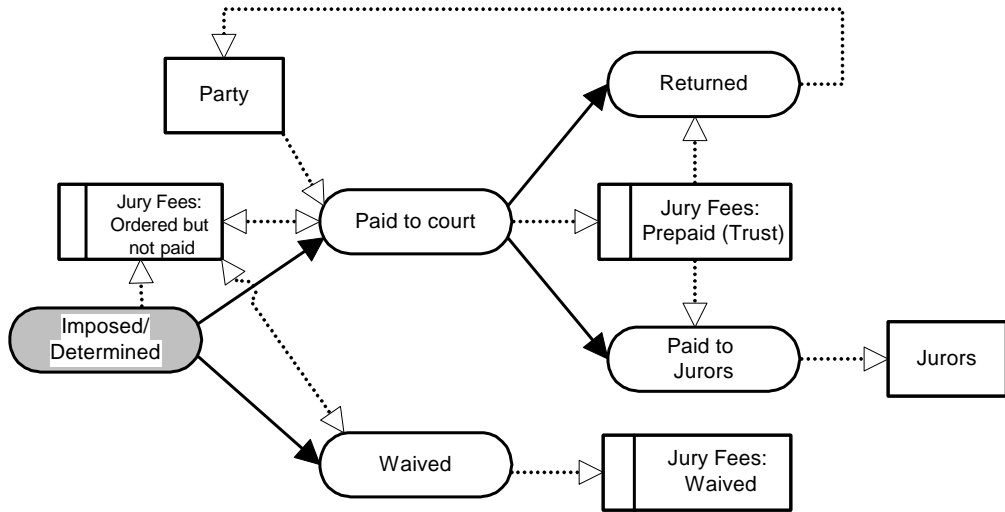 Returned
Party
Jury Fees:
Ordered but
not paid
Paid to court
Jury Fees:
Prepaid (Trust)
Imposed/
Determined
Paid to
Jurors
Jurors
Waived
Jury Fees:
Waived